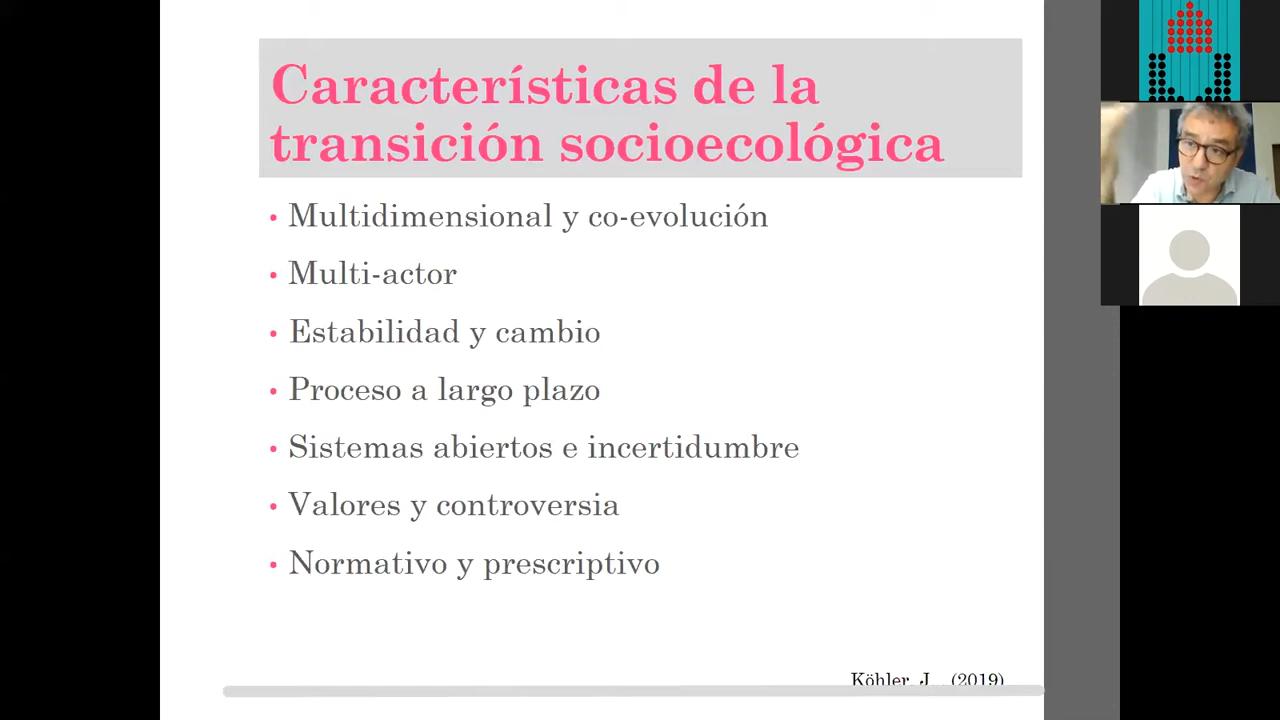 Características de la
transición socioecológica
• Multidimensional y co-evolución
• Multi-actor
• Estabilidad y cambio
• Proceso a largo plazo
• Sistemas abiertos e incertidumbre
• Valores y controversia
• Normativo y prescriptivo
Köhler, J... (2019)